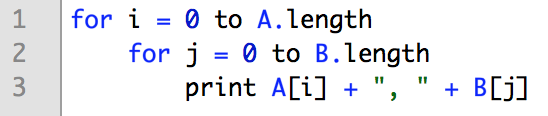 1 for i = 0 to A.length
2     for j = 0 to B.length
3         print A[i] + ", " + B[j]